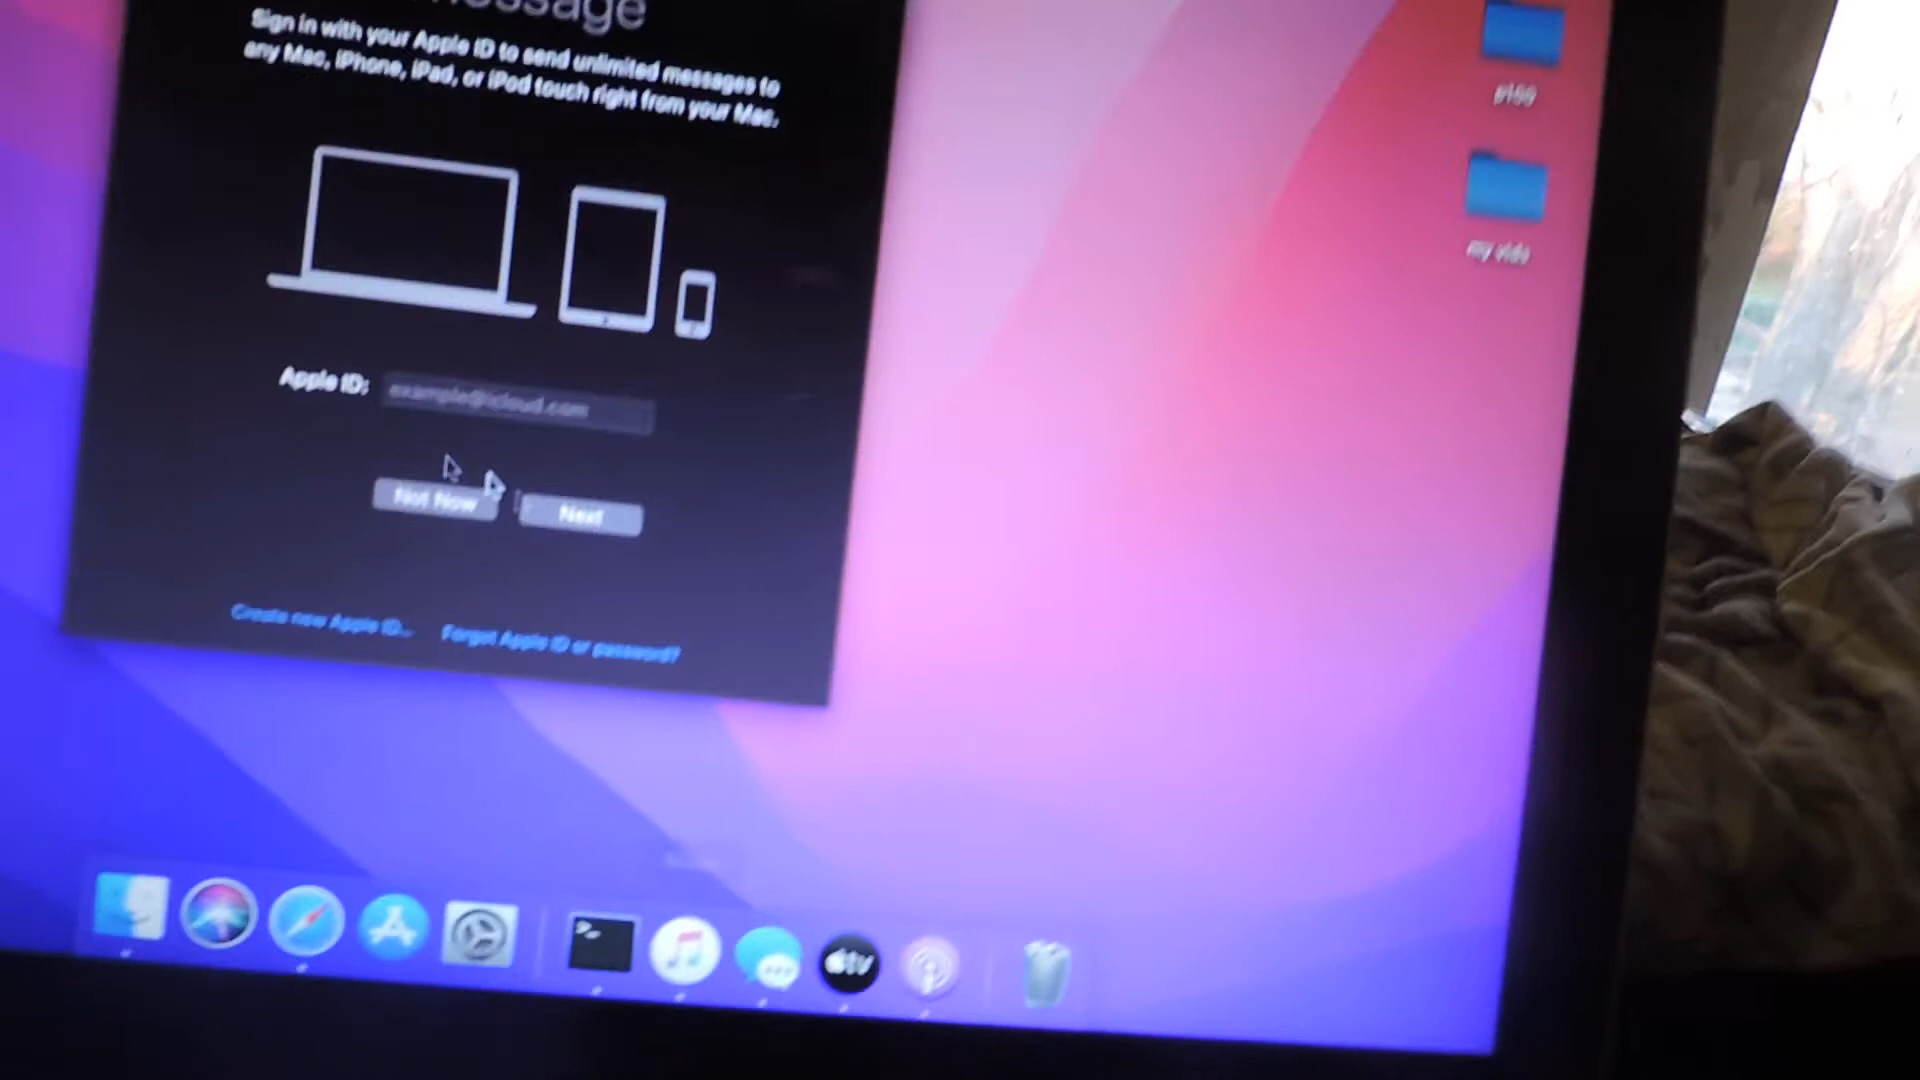 Sign in with your Apple ID to send unlimited messages to
any Mac, iPhone, iPad, or iPod touch right from your Mac.
Apple ID:
example@icloud.com
Not Now
Next
Create new Apple ID...
Forgot Apple ID or password?
tv